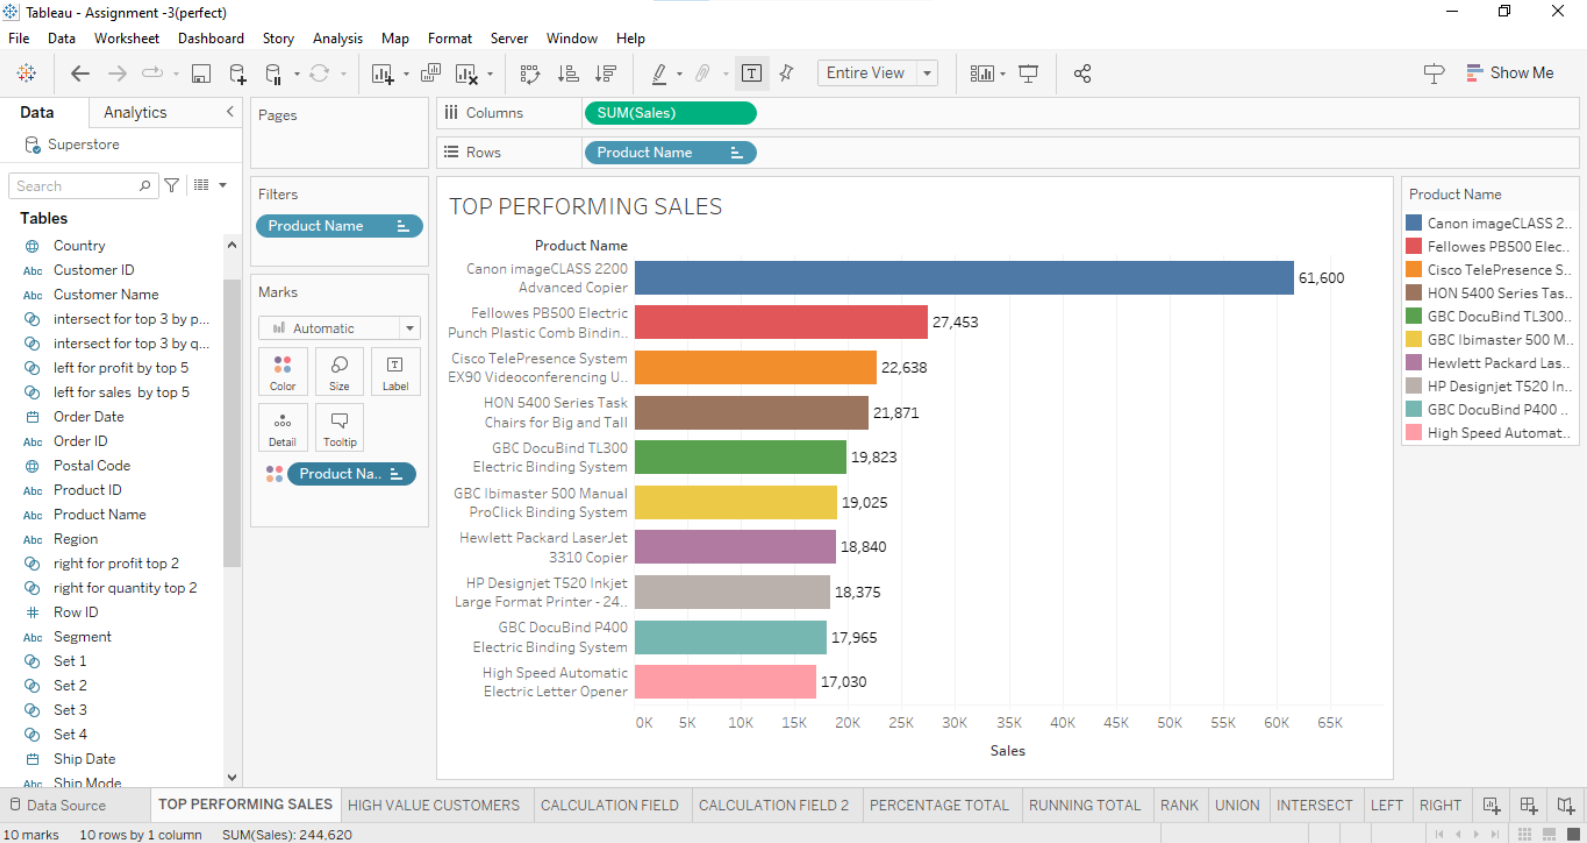 Tableau - Assignment -3(perfect)
File Data Worksheet Dashboard Story Analysis Map Format Server Window Help
Entire View
Show Me
Data Analytics
Superstore
Search
Tables
Country
Abc Customer ID
Abc Customer Name
intersect for top 3 by p...
intersect for top 3 by q...
left for profit by top 5
left for sales by top 5
Order Date
Abc Order ID
Postal Code
Abc Product ID
Abc Product Name
Abc Region
right for profit top 2
right for quantity top 2
Row ID
Abc Segment
Set 1
Set 2
Set 3
Set 4
Ship Date
Abc Ship Mode
Pages
Filters
Product Name
Marks
Automatic
Color Size Label
Detail Tooltip
Product Na..
Columns SUM(Sales)
Rows Product Name
TOP PERFORMING SALES
Product Name
Canon imageCLASS 2200
Advanced Copier
61,600
Fellowes PB500 Electric
Punch Plastic Comb Bindin..
27,453
Cisco TelePresence System
EX90 Videoconferencing U..
22,638
HON 5400 Series Task
Chairs for Big and Tall
21,871
GBC DocuBind TL300
Electric Binding System
19,823
GBC Ibimaster 500 Manual
ProClick Binding System
19,025
Hewlett Packard LaserJet
3310 Copier
18,840
HP Designjet T520 Inkjet
Large Format Printer - 24..
18,375
GBC DocuBind P400
Electric Binding System
17,965
High Speed Automatic
Electric Letter Opener
17,030
0K 5K 10K 15K 20K 25K 30K 35K 40K 45K 50K 55K 60K 65K
Sales
Product Name
Canon imageCLASS 2..
Fellowes PB500 Elec..
Cisco TelePresence S..
HON 5400 Series Tas..
GBC DocuBind TL300..
GBC Ibimaster 500 M..
Hewlett Packard Las..
HP Designjet T520 In..
GBC DocuBind P400 ..
High Speed Automat..
Data Source TOP PERFORMING SALES HIGH VALUE CUSTOMERS CALCULATION FIELD CALCULATION FIELD 2 PERCENTAGE TOTAL RUNNING TOTAL RANK UNION INTERSECT LEFT RIGHT
10 marks 10 rows by 1 column SUM(Sales): 244,620